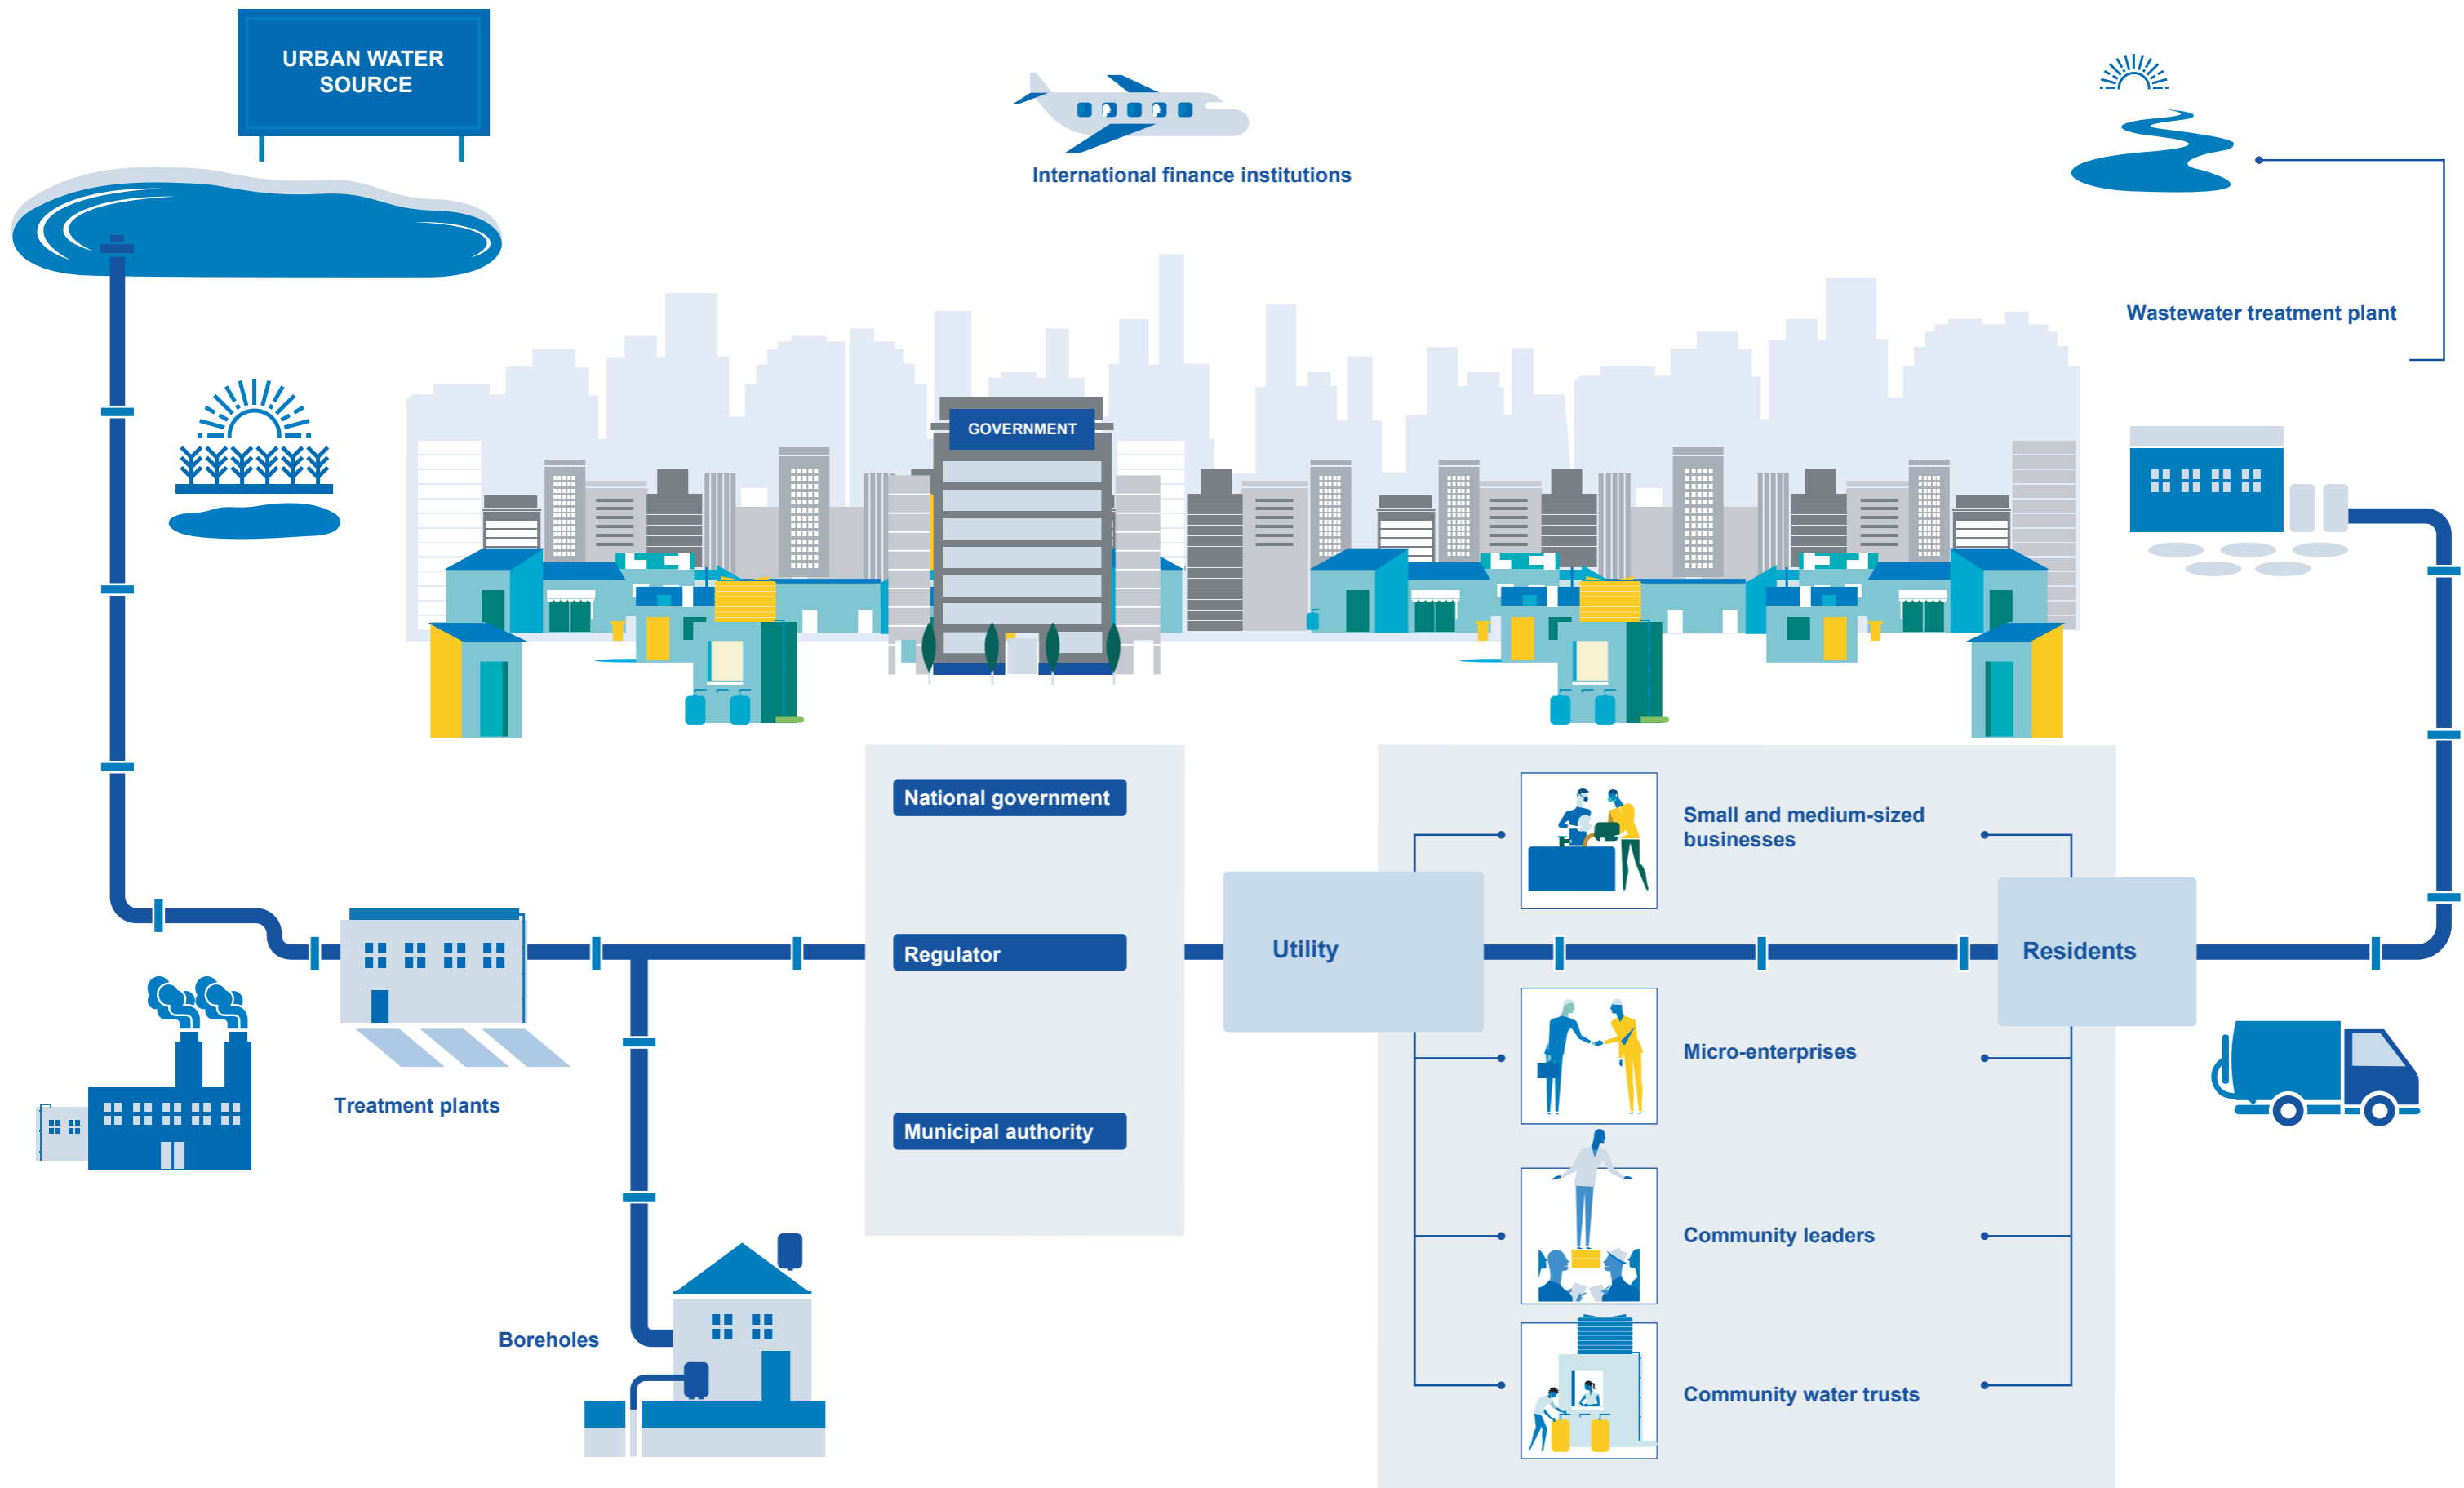 URBAN WATER
SOURCE
International finance institutions
Wastewater treatment plant
GOVERNMENT
National government
Small and medium-sized
businesses
Regulator
Utility
Residents
Micro-enterprises
Treatment plants
Municipal authority
Community leaders
Boreholes
Community water trusts